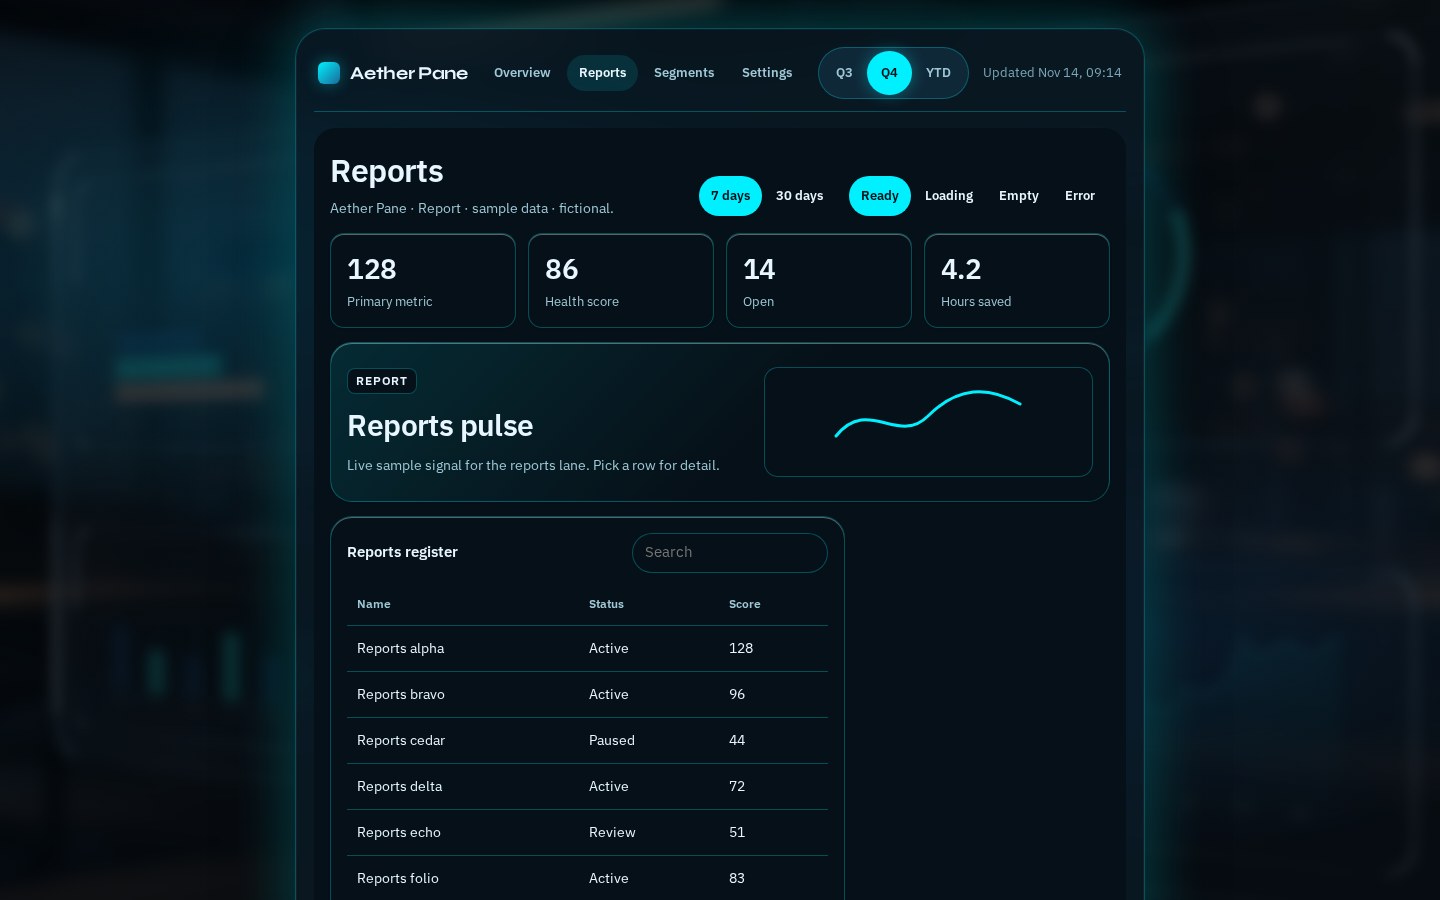 Aether Pane
Overview
Reports
Segments
Settings
Q3
Q4
YTD
Updated Nov 14, 09:14
Reports
Aether Pane · Report · sample data · fictional.
7 days
30 days
Ready
Loading
Empty
Error
128
Primary metric
86
Health score
14
Open
4.2
Hours saved
REPORT
Reports pulse
Live sample signal for the reports lane. Pick a row for detail.
Reports register
Search
Name Status Score
Reports alpha Active 128
Reports bravo Active 96
Reports cedar Paused 44
Reports delta Active 72
Reports echo Review 51
Reports folio Active 83